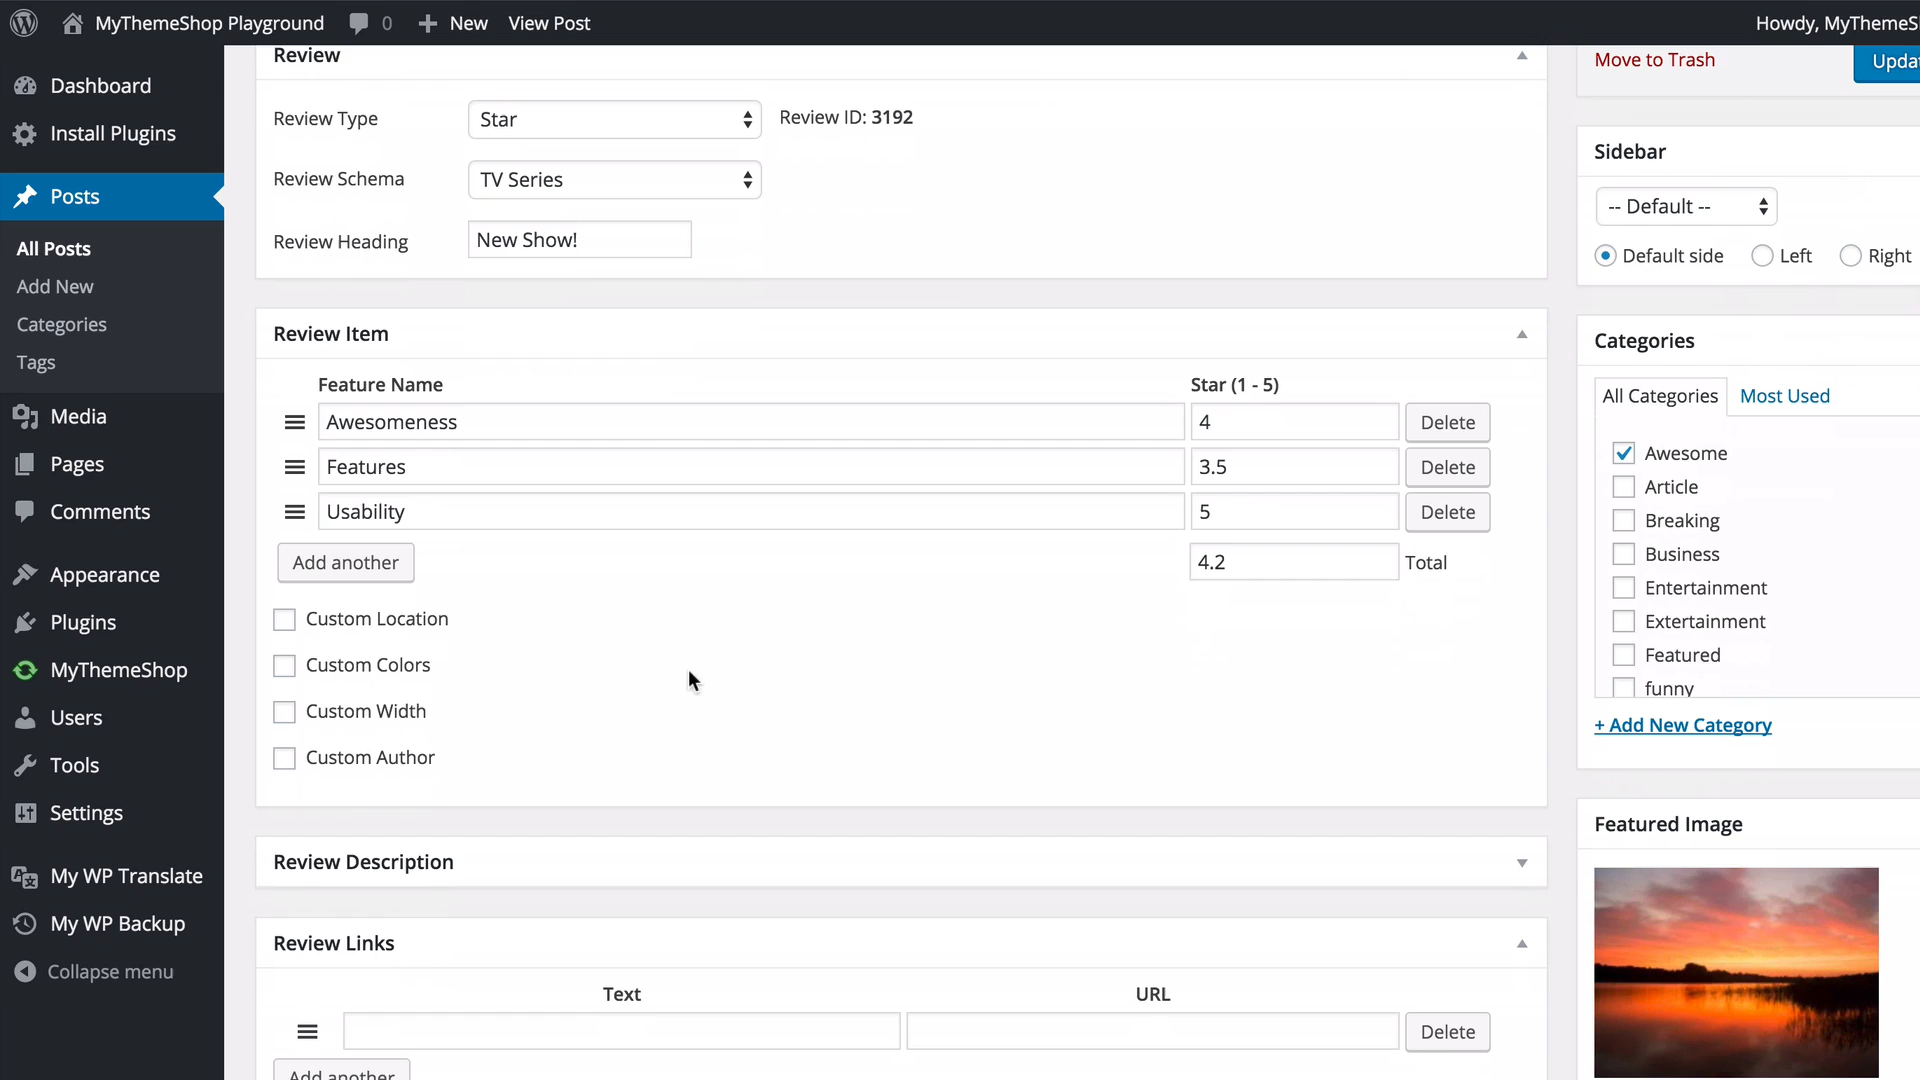 MyThemeShop Playground 0 New View Post Howdy, MyThemeS
Dashboard
Install Plugins
Posts
All Posts
Add New
Categories
Tags
Media
Pages
Comments
Appearance
Plugins
MyThemeShop
Users
Tools
Settings
My WP Translate
My WP Backup
Collapse menu
Review
Review Type Star Review ID: 3192
Review Schema TV Series
Review Heading New Show!
Review Item
Feature Name Star (1 - 5)
Awesomeness 4 Delete
Features 3.5 Delete
Usability 5 Delete
Add another 4.2 Total
Custom Location
Custom Colors
Custom Width
Custom Author
Review Description
Review Links
Text URL
Delete
Add another
Move to Trash Upda
Sidebar
-- Default --
Default side Left Right
Categories
All Categories Most Used
Awesome
Article
Breaking
Business
Entertainment
Extertainment
Featured
funny
+ Add New Category
Featured Image